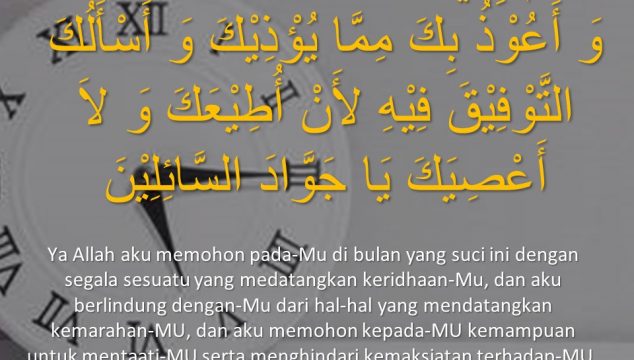 وَ أَعُوْذُ بِكَ مِمَّا يُؤْذِيْكَ وَ أَسْأَلُكَ
التَّوْفِيْقَ فِيْهِ لأَنْ أُطِيْعَكَ وَ لاَ
أَعْصِيَكَ يَا جَوَّادَ السَّائِلِيْنَ
Ya Allah aku memohon pada-Mu di bulan yang suci ini dengan
segala sesuatu yang medatangkan keridhaan-Mu, dan aku
berlindung dengan-Mu dari hal-hal yang mendatangkan
kemarahan-MU, dan aku memohon kepada-MU kemampuan
untuk mentaati-MU serta menghindari kemaksiatan terhadap-MU
XII